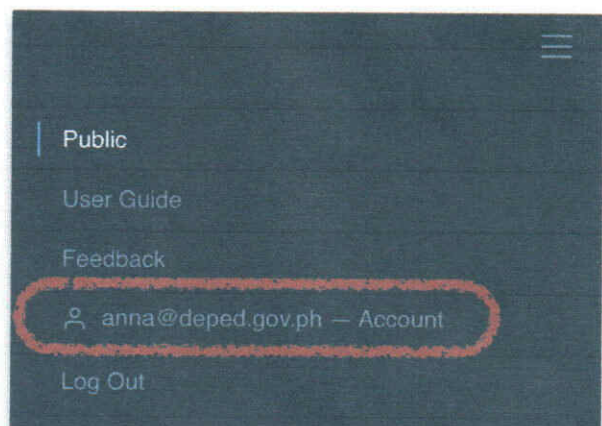 Public
User Guide
Feedback
anna@deped.gov.ph — Account
Log Out